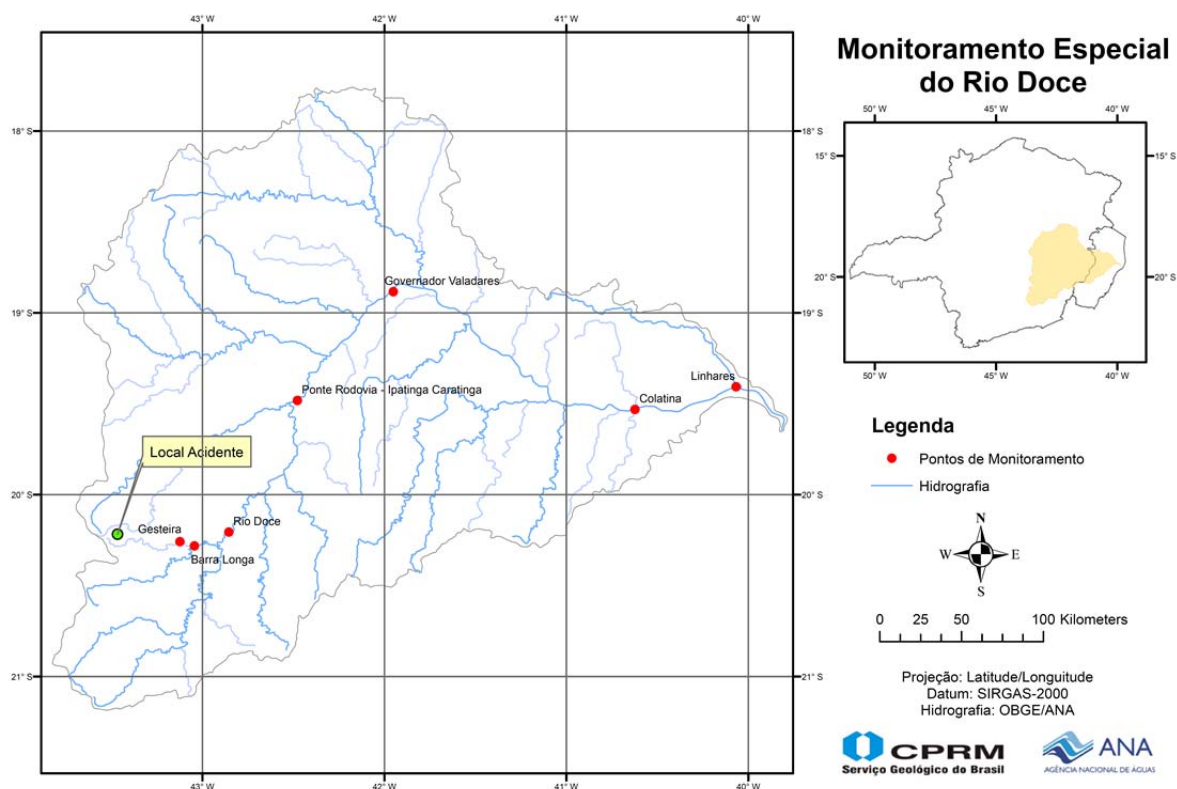 43° W
42° W
41° W
40° W
18° S
18° S
19° S
19° S
20° S
20° S
21° S
21° S
43° W
42° W
41° W
40° W
Governador Valadares
Ponte Rodovia - Ipatinga Caratinga
Linhares
Colatina
Local Acidente
Gesteira
Rio Doce
Barra Longa
Monitoramento Especial
do Rio Doce
50° W
45° W
40° W
15° S
15° S
20° S
20° S
50° W
45° W
40° W
Legenda
Pontos de Monitoramento
Hidrografia
N
W
E
S
0 25 50 100 Kilometers
Projeção: Latitude/Longuitude
Datum: SIRGAS-2000
Hidrografia: OBGE/ANA
CPRM
Serviço Geológico do Brasil
ANA
AGÊNCIA NACIONAL DE ÁGUAS